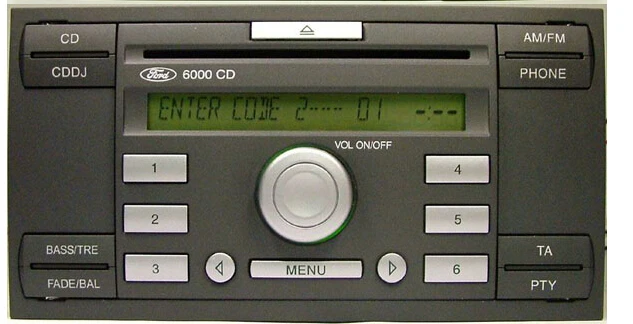 CD
AM/FM
CDDJ
PHONE
Ford 6000 CD
ENTER CODE 2---- 01 -:--
VOL ON/OFF
1
4
2
5
BASS/TRE
TA
3
MENU
6
FADE/BAL
PTY